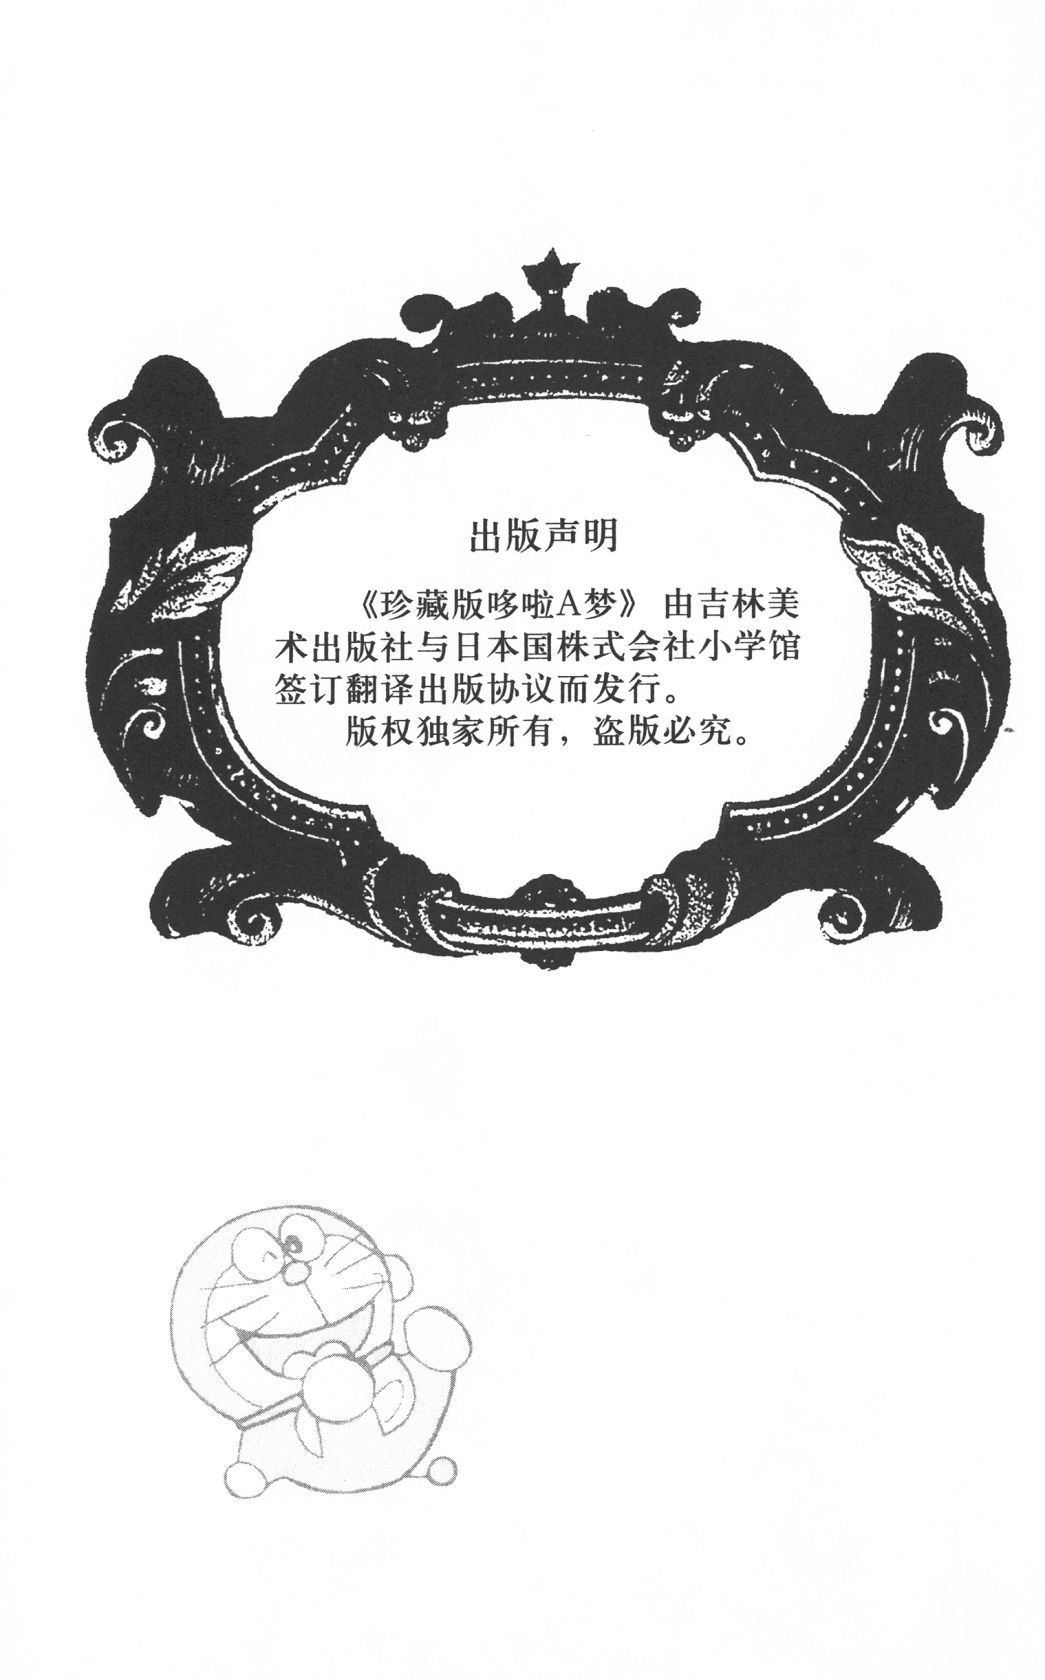 出版声明
《珍藏版哆啦A梦》 由吉林美
术出版社与日本国株式会社小学馆
签订翻译出版协议而发行。
版权独家所有，盗版必究。